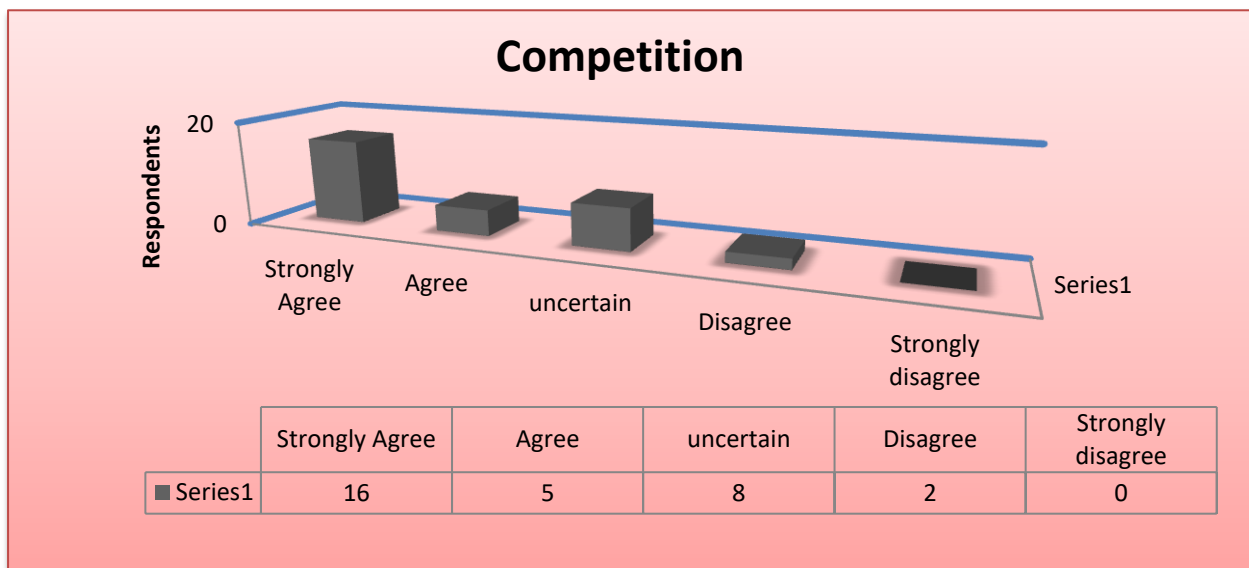 Competition
20
0
Respondents
Strongly
Agree
Agree
uncertain
Disagree
Strongly
disagree
Series1
Strongly Agree Agree uncertain Disagree Strongly
disagree
Series1 16 5 8 2 0